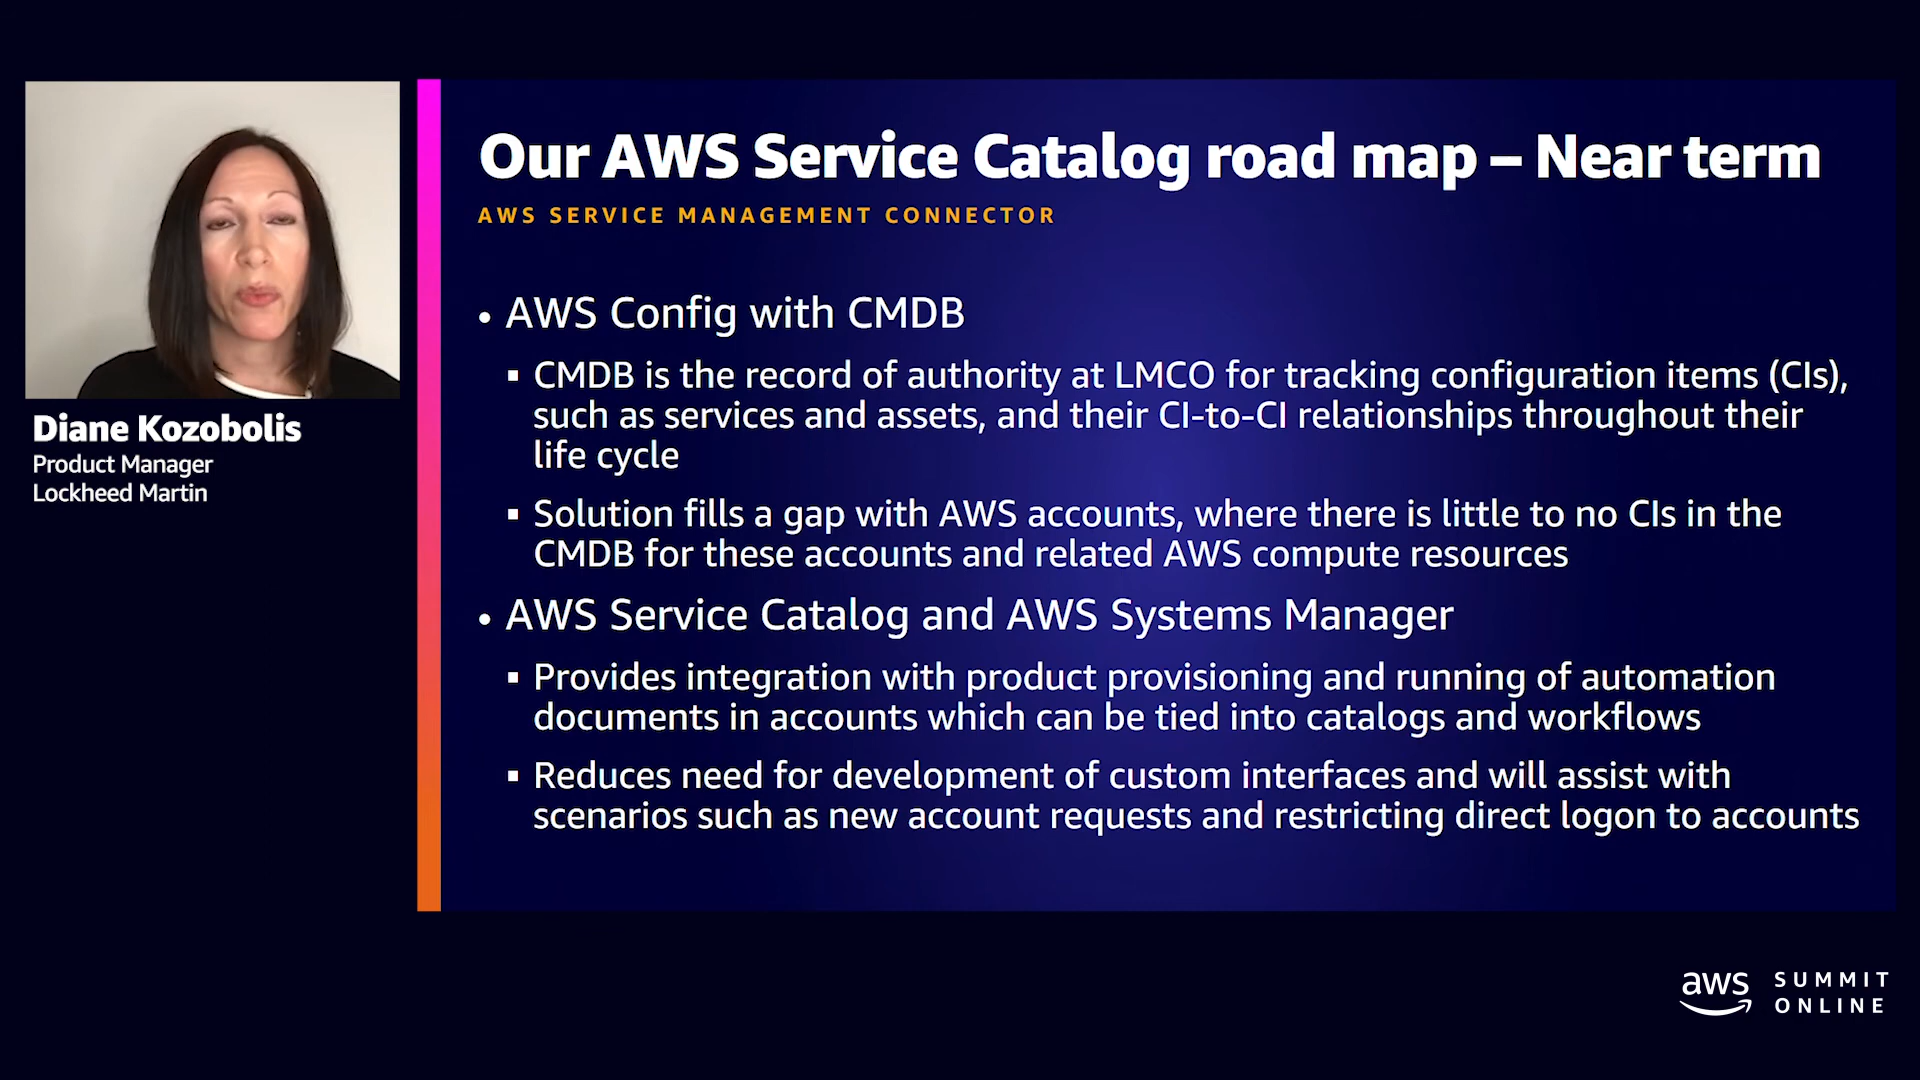 Our AWS Service Catalog road map – Near term
AWS SERVICE MANAGEMENT CONNECTOR
• AWS Config with CMDB
▪ CMDB is the record of authority at LMCO for tracking configuration items (CIs),
such as services and assets, and their CI-to-CI relationships throughout their
life cycle
▪ Solution fills a gap with AWS accounts, where there is little to no CIs in the
CMDB for these accounts and related AWS compute resources
• AWS Service Catalog and AWS Systems Manager
▪ Provides integration with product provisioning and running of automation
documents in accounts which can be tied into catalogs and workflows
▪ Reduces need for development of custom interfaces and will assist with
scenarios such as new account requests and restricting direct logon to accounts
Diane Kozobolis
Product Manager
Lockheed Martin
aws
SUMMIT
ONLINE